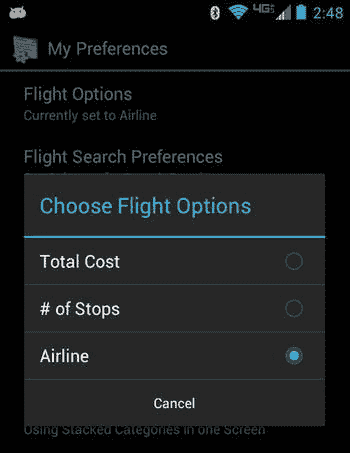 4G 2:48
My Preferences
Flight Options
Currently set to Airline
Flight Search Preferences
Choose Flight Options
Total Cost
# of Stops
Airline
Cancel
Using Stacked Categories in one Screen